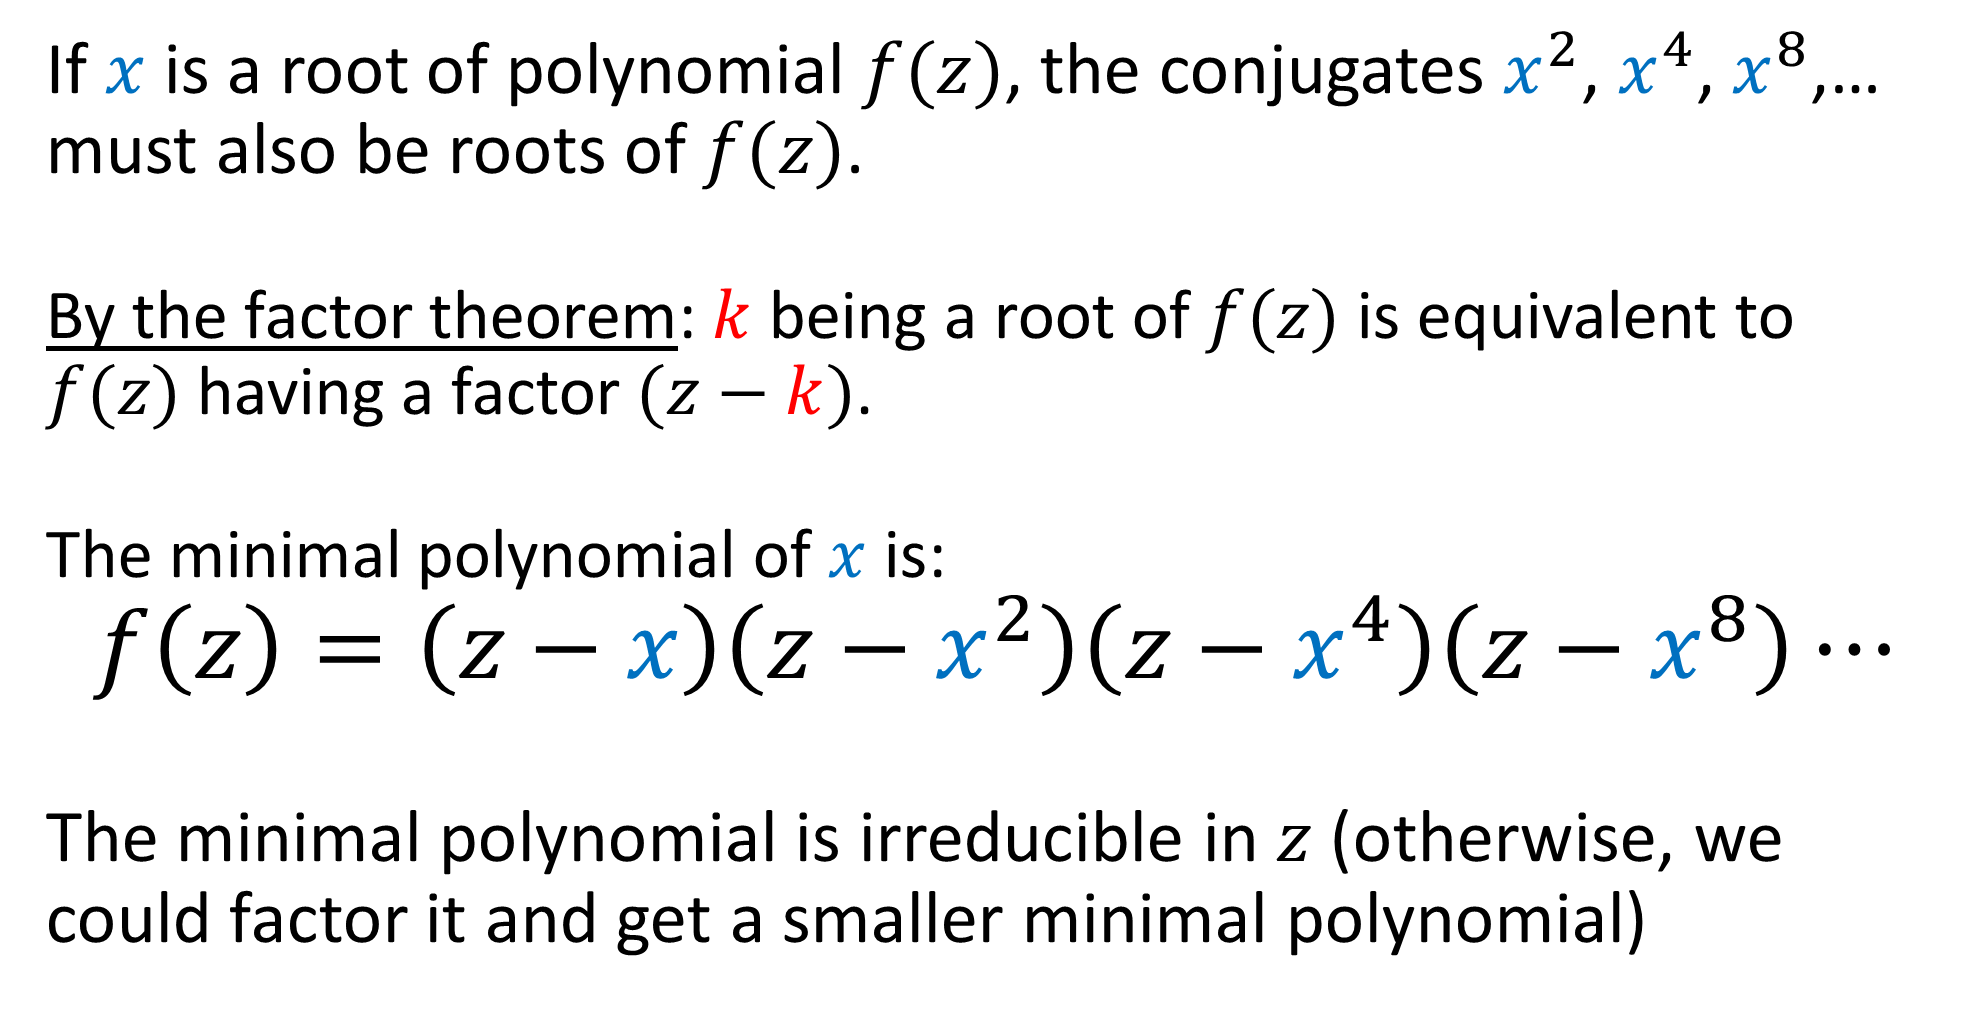 If x is a root of polynomial f(z), the conjugates x², x⁴, x⁸,...
must also be roots of f(z).
By the factor theorem: k being a root of f(z) is equivalent to
f(z) having a factor (z − k).
The minimal polynomial of x is:
f(z) = (z − x)(z − x²)(z − x⁴)(z − x⁸) ⋯
The minimal polynomial is irreducible in z (otherwise, we
could factor it and get a smaller minimal polynomial)